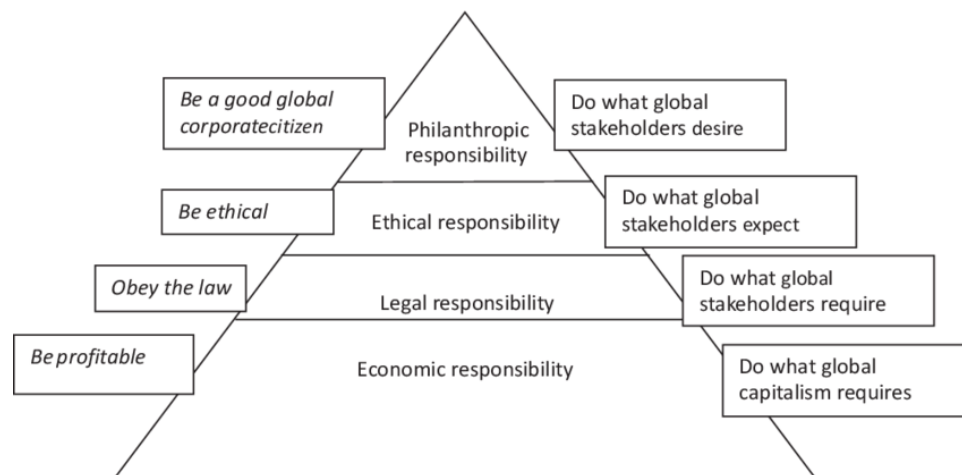 Be a good global
corporatecitizen
Philanthropic
responsibility
Do what global
stakeholders desire
Be ethical
Ethical responsibility
Do what global
stakeholders expect
Obey the law
Legal responsibility
Do what global
stakeholders require
Be profitable
Economic responsibility
Do what global
capitalism requires